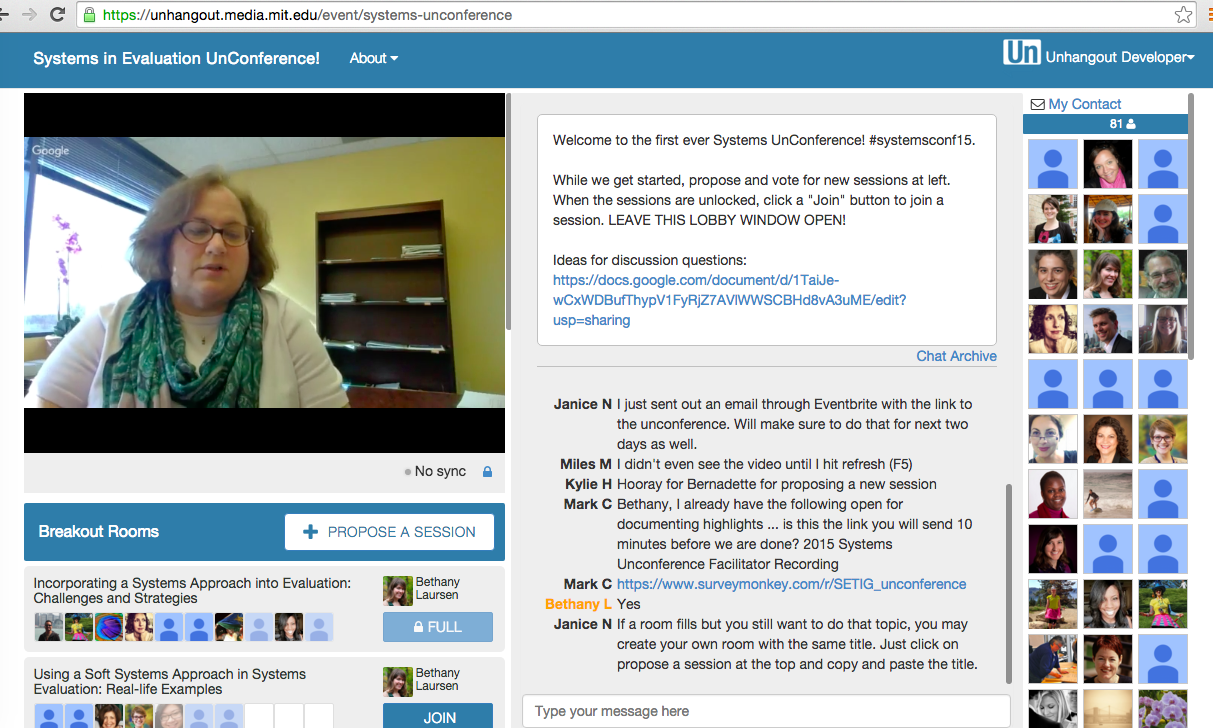 https://unhangout.media.mit.edu/event/systems-unconference
Systems in Evaluation UnConference!
About
Un Unhangout Developer
Google
No sync
Breakout Rooms
PROPOSE A SESSION
Incorporating a Systems Approach into Evaluation:
Challenges and Strategies
Bethany
Laursen
FULL
Using a Soft Systems Approach in Systems
Evaluation: Real-life Examples
Bethany
Laursen
JOIN
Welcome to the first ever Systems UnConference! #systemsconf15.
While we get started, propose and vote for new sessions at left.
When the sessions are unlocked, click a "Join" button to join a
session. LEAVE THIS LOBBY WINDOW OPEN!
Ideas for discussion questions:
https://docs.google.com/document/d/1TaiJe-
wCxWDBufThypV1FyRjZ7AVlWWSCBHd8vA3uME/edit?
usp=sharing
Chat Archive
Janice N I just sent out an email through Eventbrite with the link to
the unconference. Will make sure to do that for next two
days as well.
Miles M I didn't even see the video until I hit refresh (F5)
Kylie H Hooray for Bernadette for proposing a new session
Mark C Bethany, I already have the following open for
documenting highlights ... is this the link you will send 10
minutes before we are done? 2015 Systems
Unconference Facilitator Recording
Mark C https://www.surveymonkey.com/r/SETIG_unconference
Bethany L Yes
Janice N If a room fills but you still want to do that topic, you may
create your own room with the same title. Just click on
propose a session at the top and copy and paste the title.
Type your message here
My Contact
81